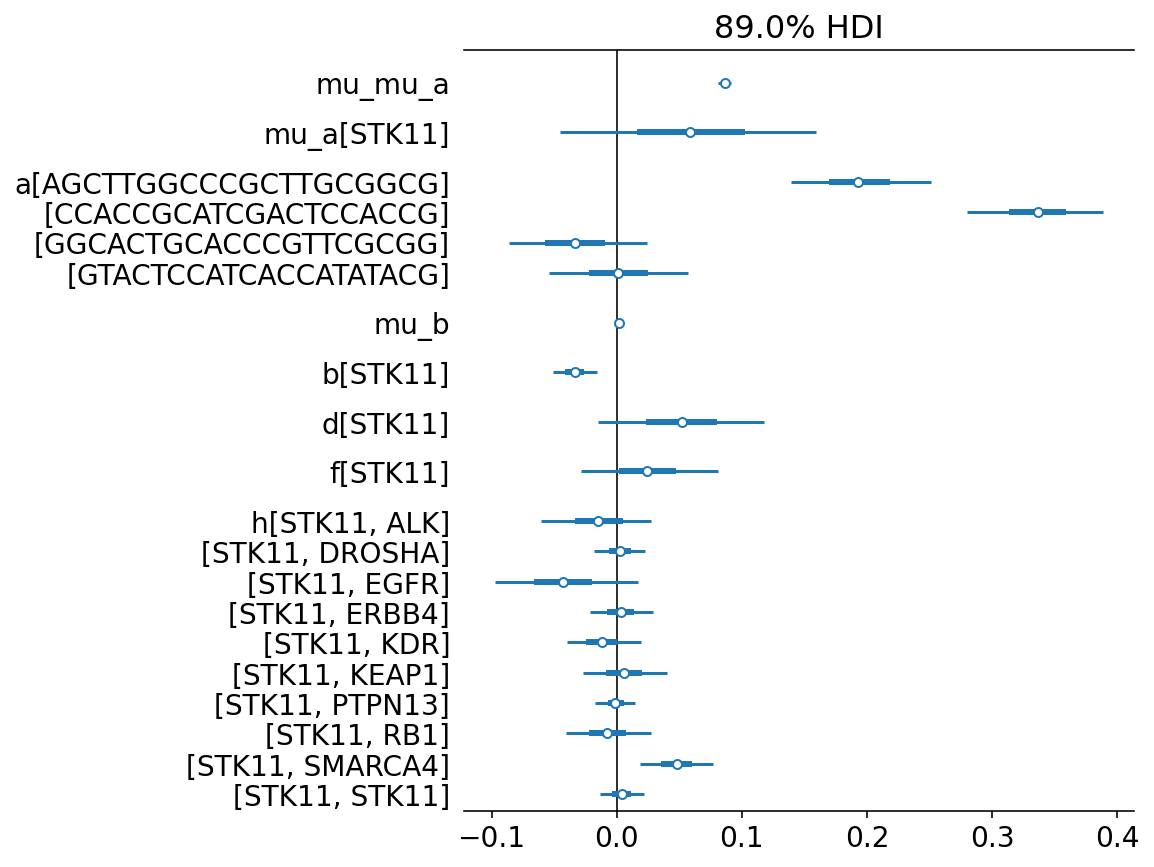 89.0% HDI
mu_mu_a
mu_a[STK11]
a[AGCTTGGCCCGCTTGCGGCG]
[CCACCGCATCGACTCCACCG]
[GGCACTGCACCCGTTCGCGG]
[GTACTCCATCACCATATACG]
mu_b
b[STK11]
d[STK11]
f[STK11]
h[STK11, ALK]
[STK11, DROSHA]
[STK11, EGFR]
[STK11, ERBB4]
[STK11, KDR]
[STK11, KEAP1]
[STK11, PTPN13]
[STK11, RB1]
[STK11, SMARCA4]
[STK11, STK11]
−0.1 0.0 0.1 0.2 0.3 0.4